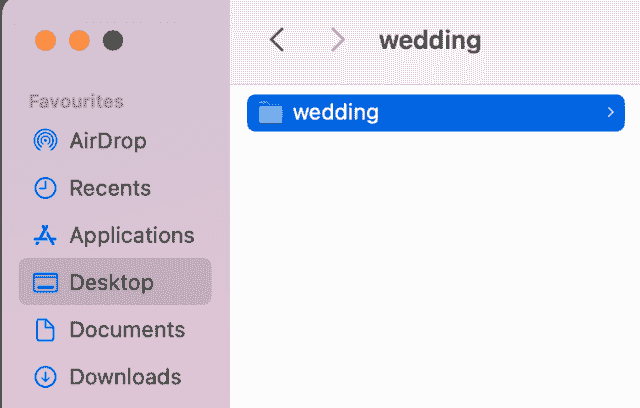 wedding
Favourites
AirDrop
Recents
Applications
Desktop
Documents
Downloads
wedding